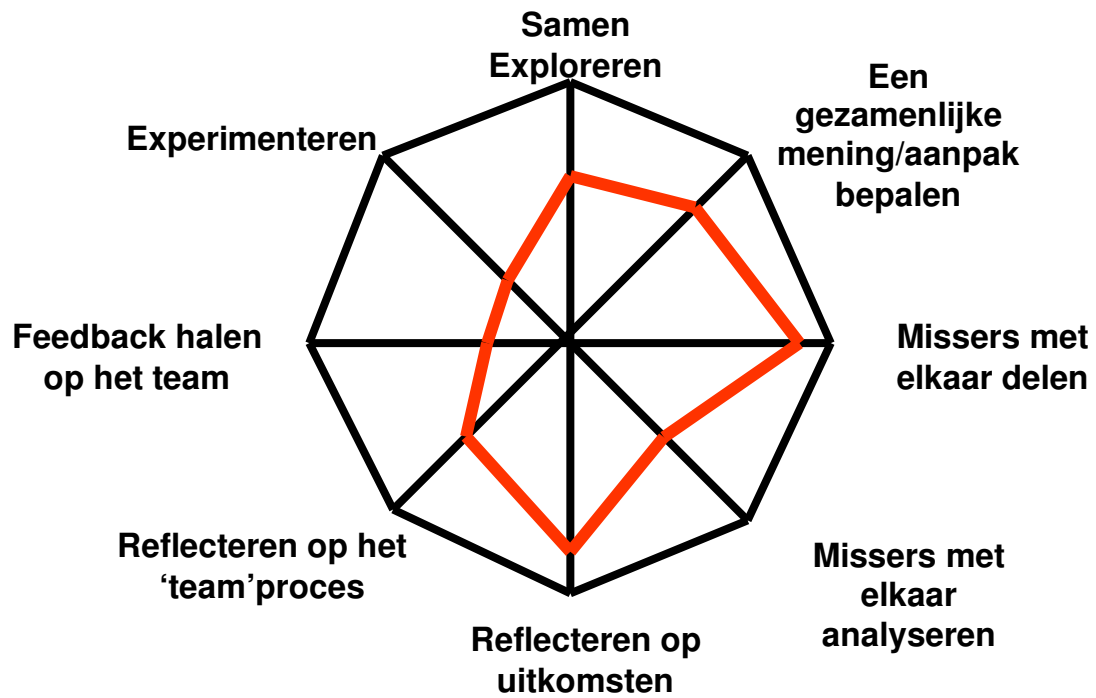 Samen
Exploreren
Een
gezamenlijke
mening/aanpak
bepalen
Experimenteren
Feedback halen
op het team
Missers met
elkaar delen
Reflecteren op het
‘team’proces
Missers met
elkaar
analyseren
Reflecteren op
uitkomsten